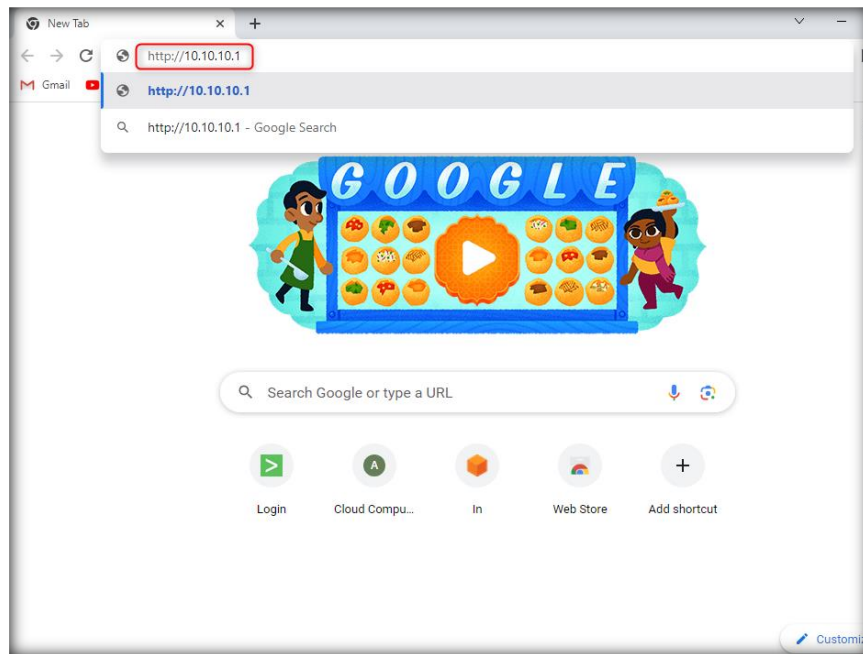 New Tab
http://10.10.10.1
Gmail
http://10.10.10.1
http://10.10.10.1 - Google Search
GOOGLE
Search Google or type a URL
A
Login
Cloud Compu...
In
Web Store
Add shortcut